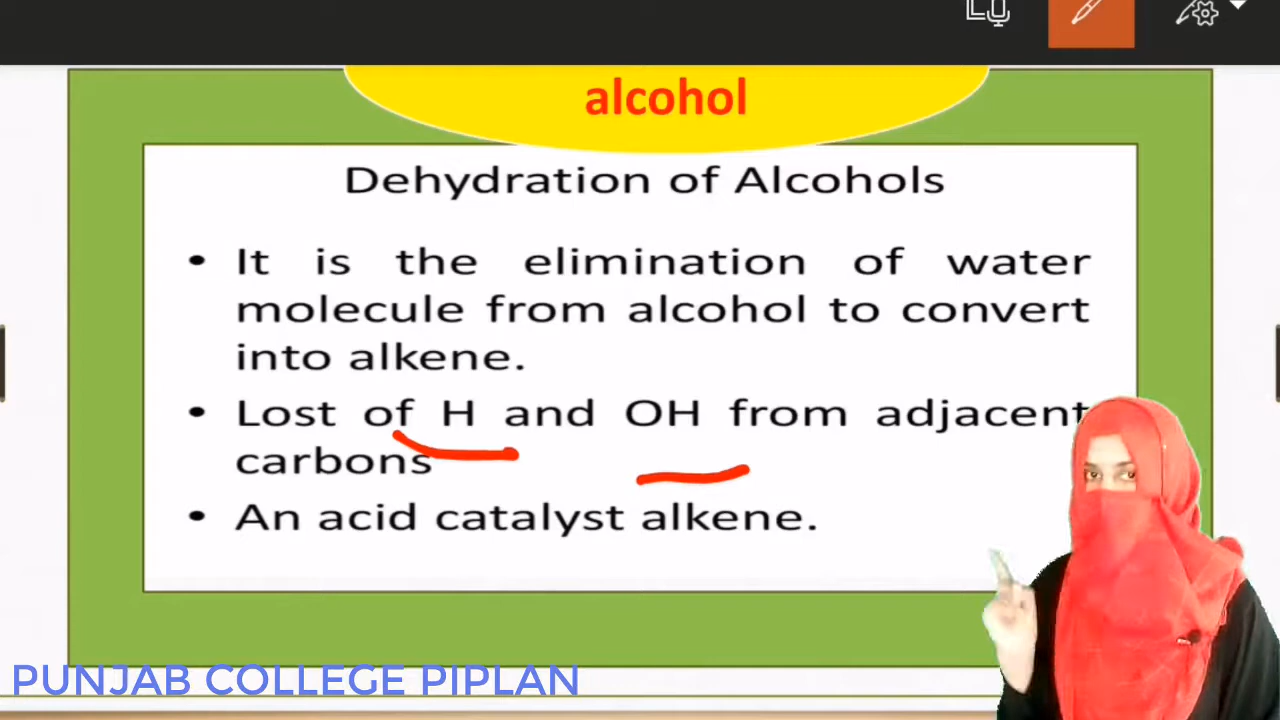 alcohol
Dehydration of Alcohols
• It is the elimination of water
molecule from alcohol to convert
into alkene.
• Lost of H and OH from adjacent
carbons
• An acid catalyst alkene.
PUNJAB COLLEGE PIPLAN